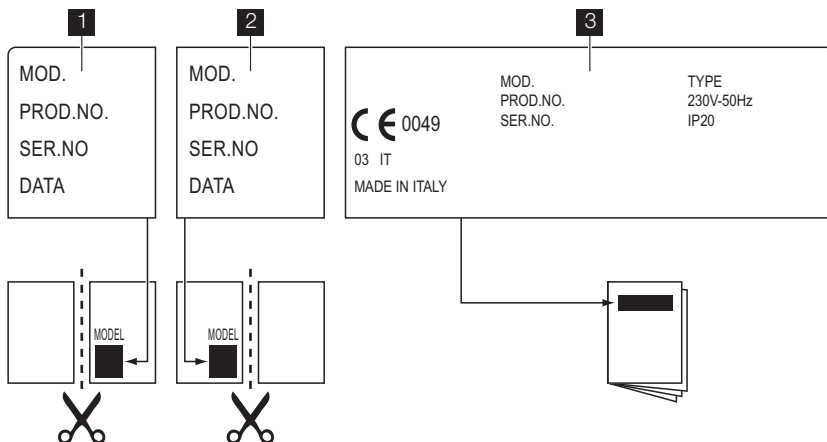 1
MOD.
PROD.NO.
SER.NO
DATA
MODEL
2
MOD.
PROD.NO.
SER.NO
DATA
MODEL
3
CE 0049
03 IT
MADE IN ITALY
MOD.
PROD.NO.
SER.NO.
TYPE
230V-50Hz
IP20